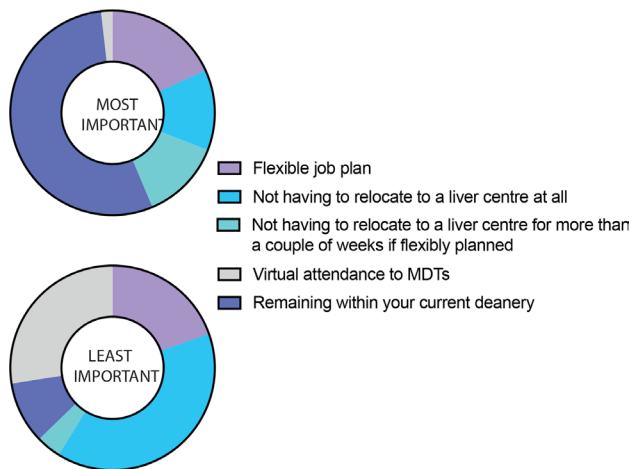 MOST
IMPORTANT
Flexible job plan
Not having to relocate to a liver centre at all
Not having to relocate to a liver centre for more than
a couple of weeks if flexibly planned
Virtual attendance to MDTs
Remaining within your current deanery
LEAST
IMPORTANT